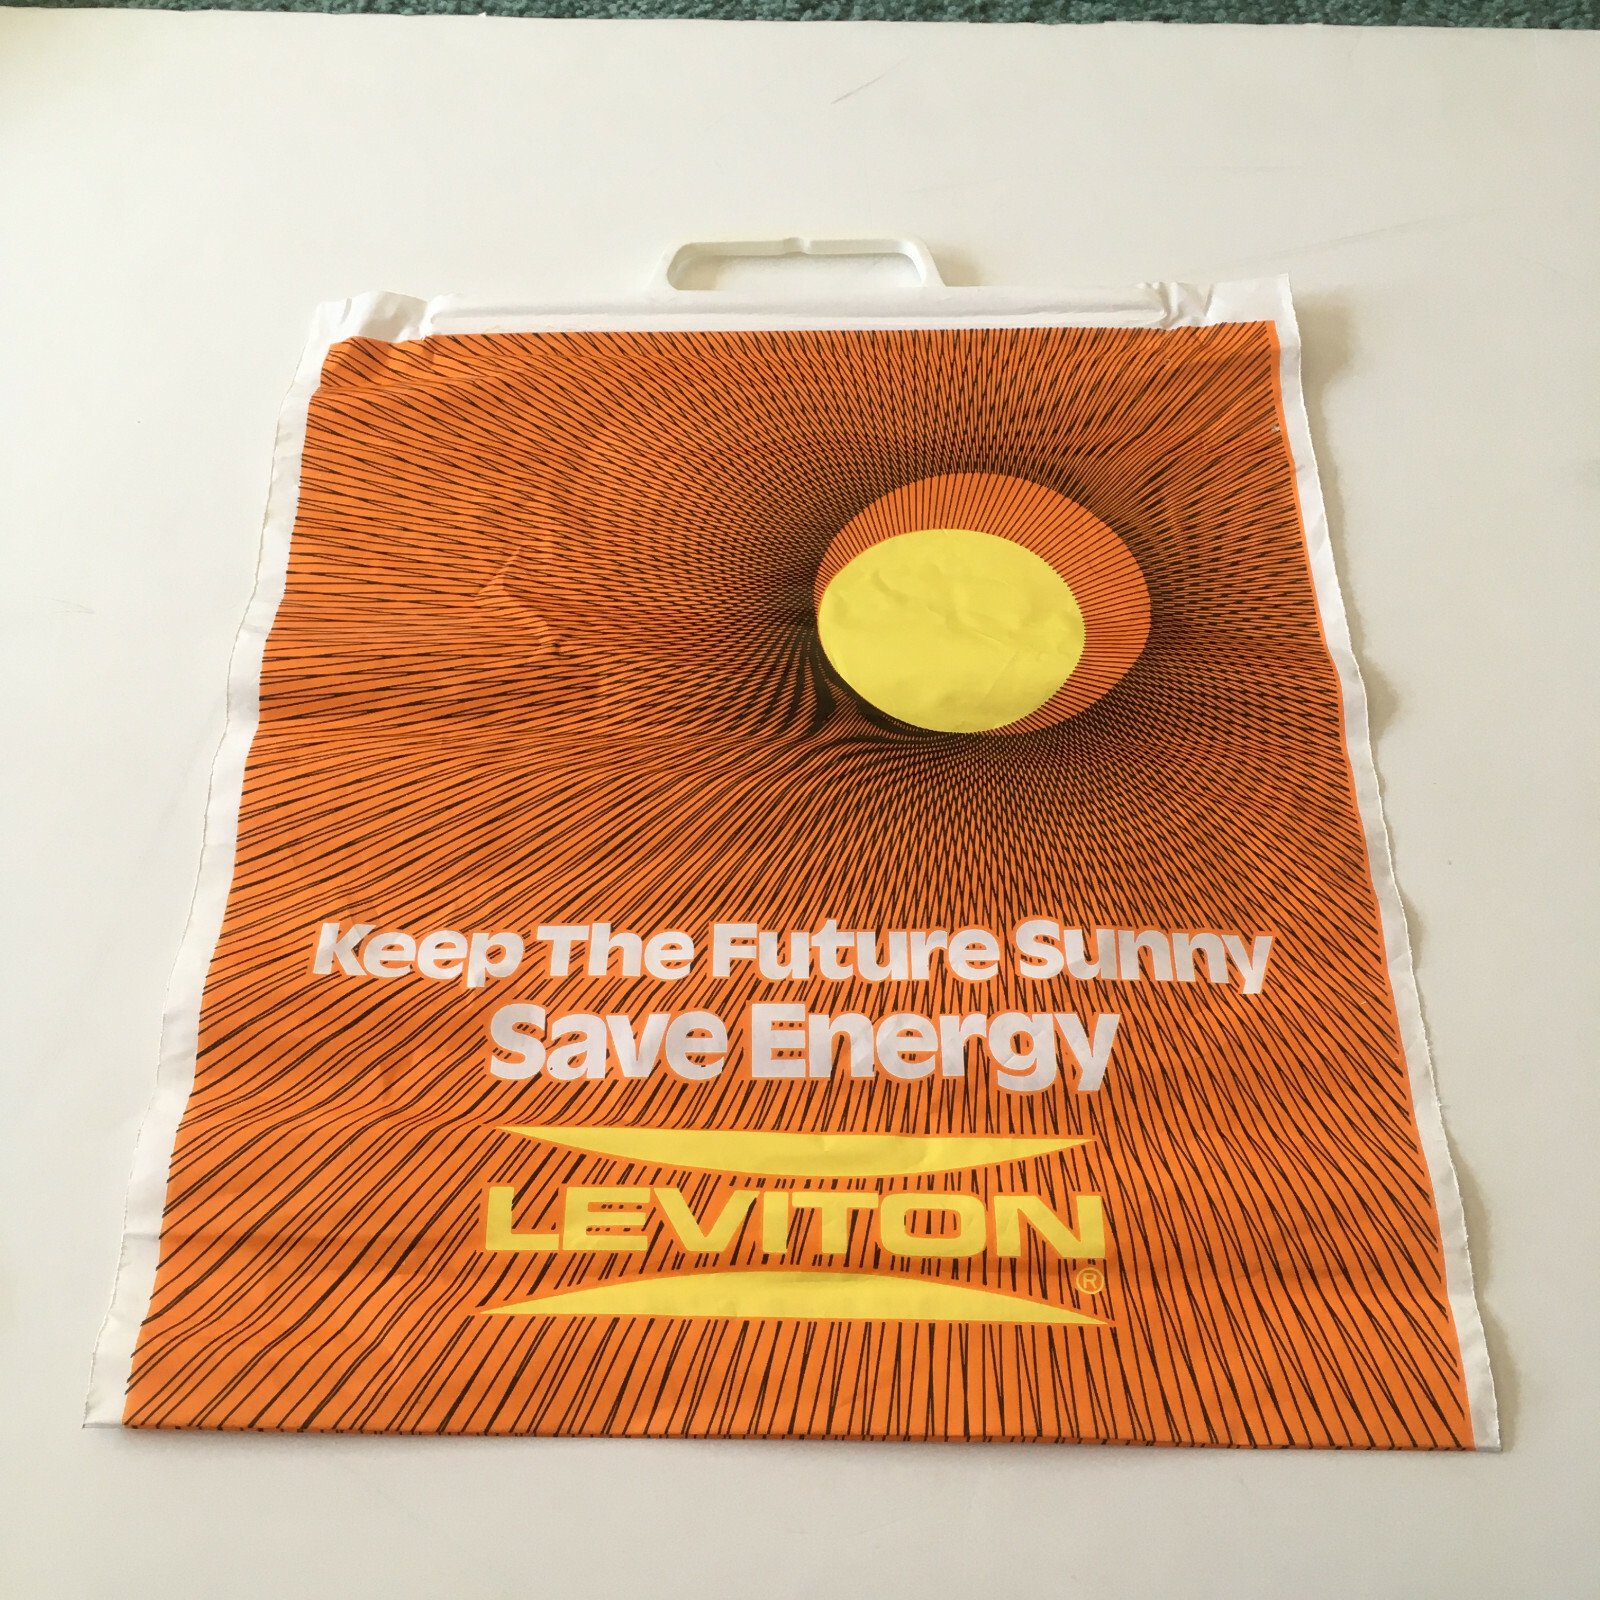 Keep The Future Sunny
Save Energy
LEVITON
®